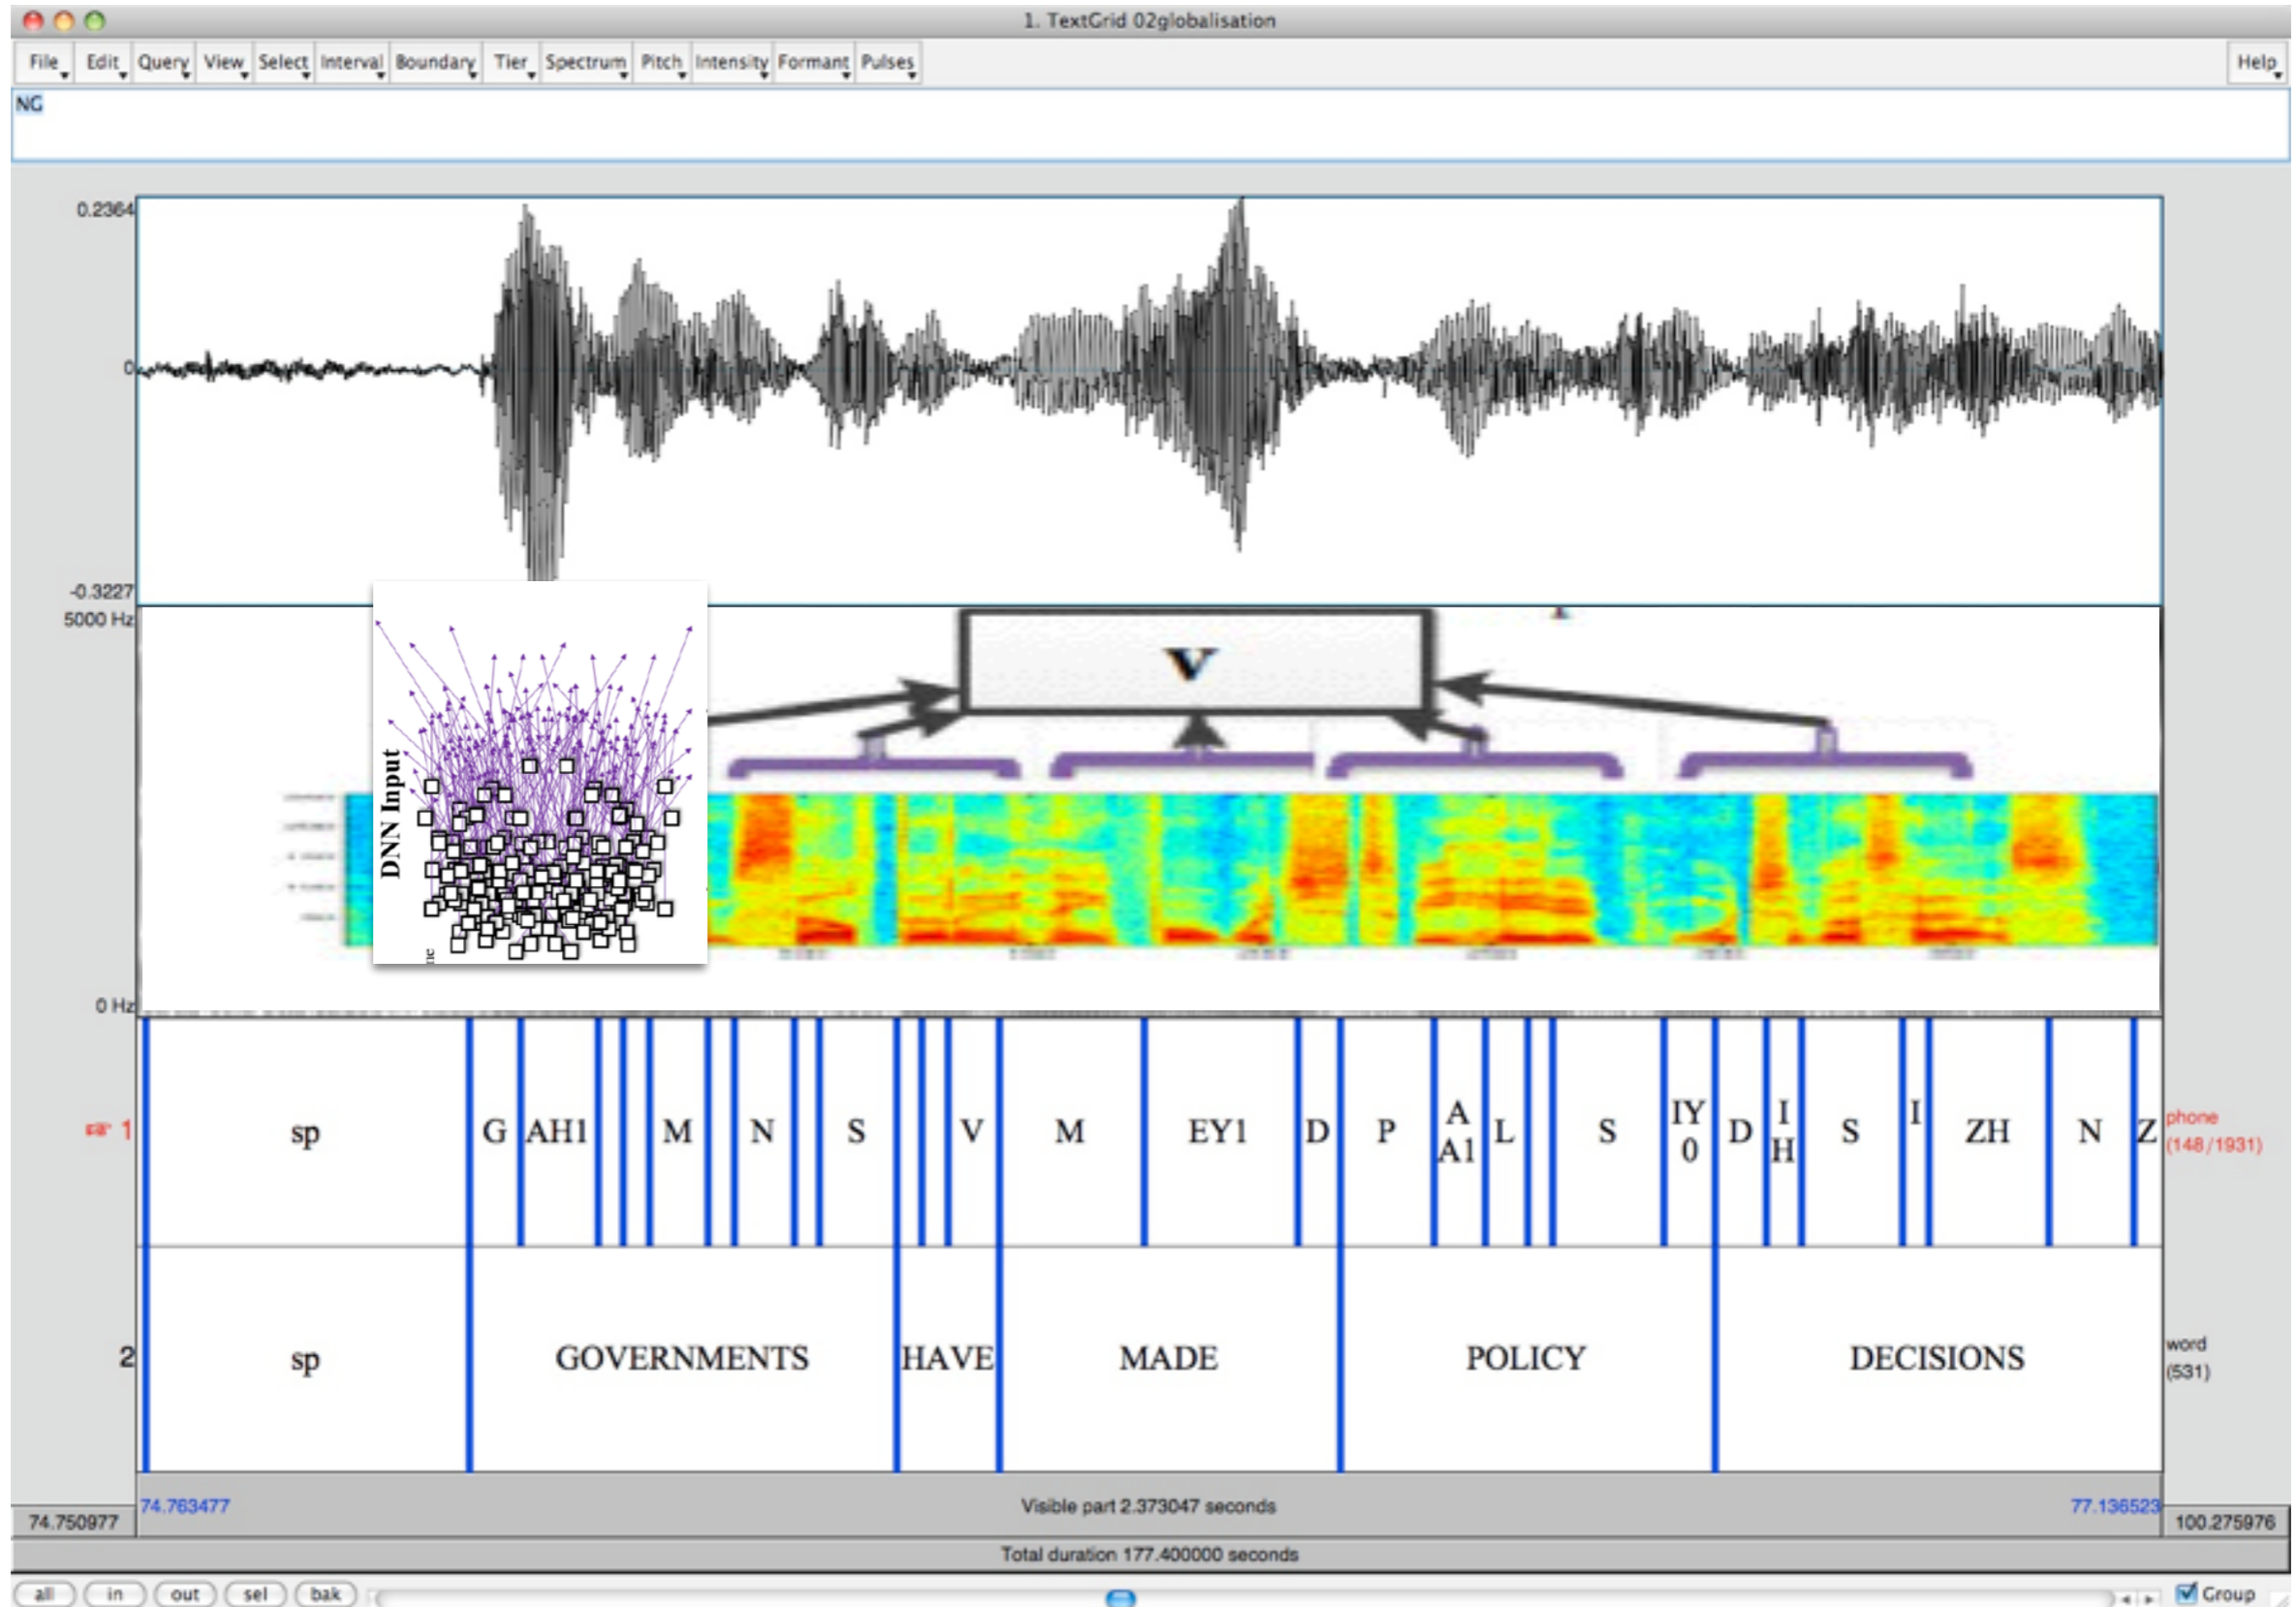 1. TextGrid 02globalisation
File Edit Query View Select Interval Boundary Tier Spectrum Pitch Intensity Formant Pulses Help
NG
0.2364
0
-0.3227
5000 Hz
V
DNN Input
0 Hz
1 sp G AH1 M N S V M EY1 D P AA1 L S IY0 D IH S I ZH N Z phone
(148/1931)
2 sp GOVERNMENTS HAVE MADE POLICY DECISIONS word
(531)
74.763477 Visible part 2.373047 seconds 77.136523
74.750977 100.275976
Total duration 177.400000 seconds
all in out sel bak Group